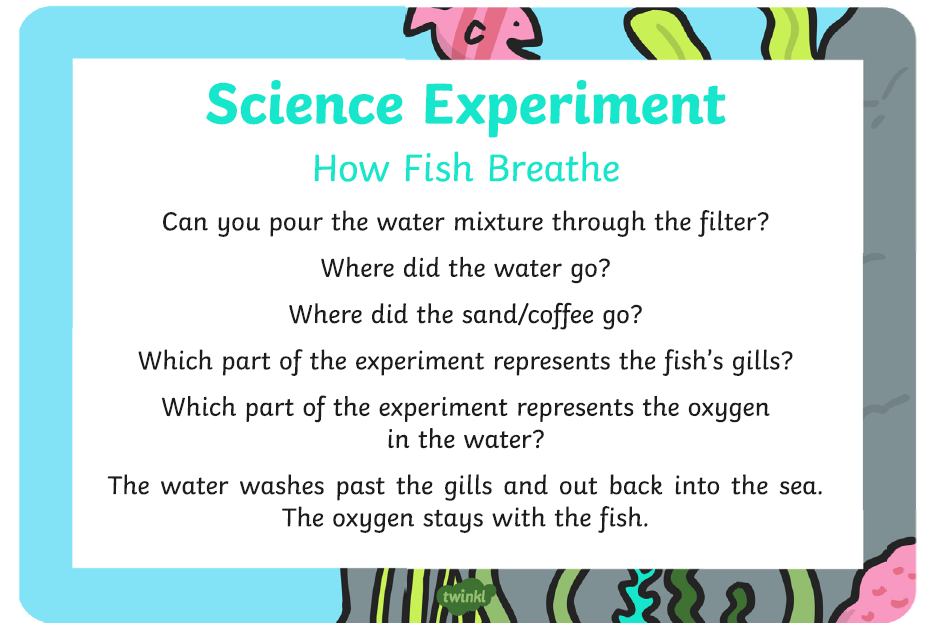 Science Experiment
How Fish Breathe
Can you pour the water mixture through the filter?
Where did the water go?
Where did the sand/coffee go?
Which part of the experiment represents the fish’s gills?
Which part of the experiment represents the oxygen
in the water?
The water washes past the gills and out back into the sea.
The oxygen stays with the fish.
twinkl